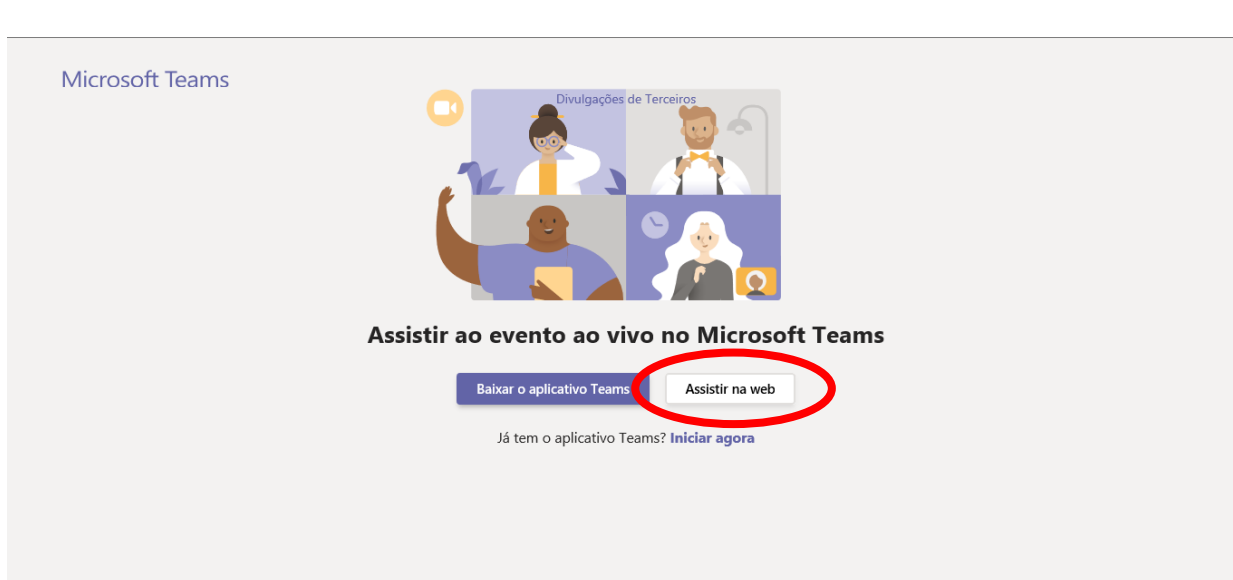 Microsoft Teams
Divulgações de Terceiros
Assistir ao evento ao vivo no Microsoft Teams
Baixar o aplicativo Teams
Assistir na web
Já tem o aplicativo Teams? Iniciar agora